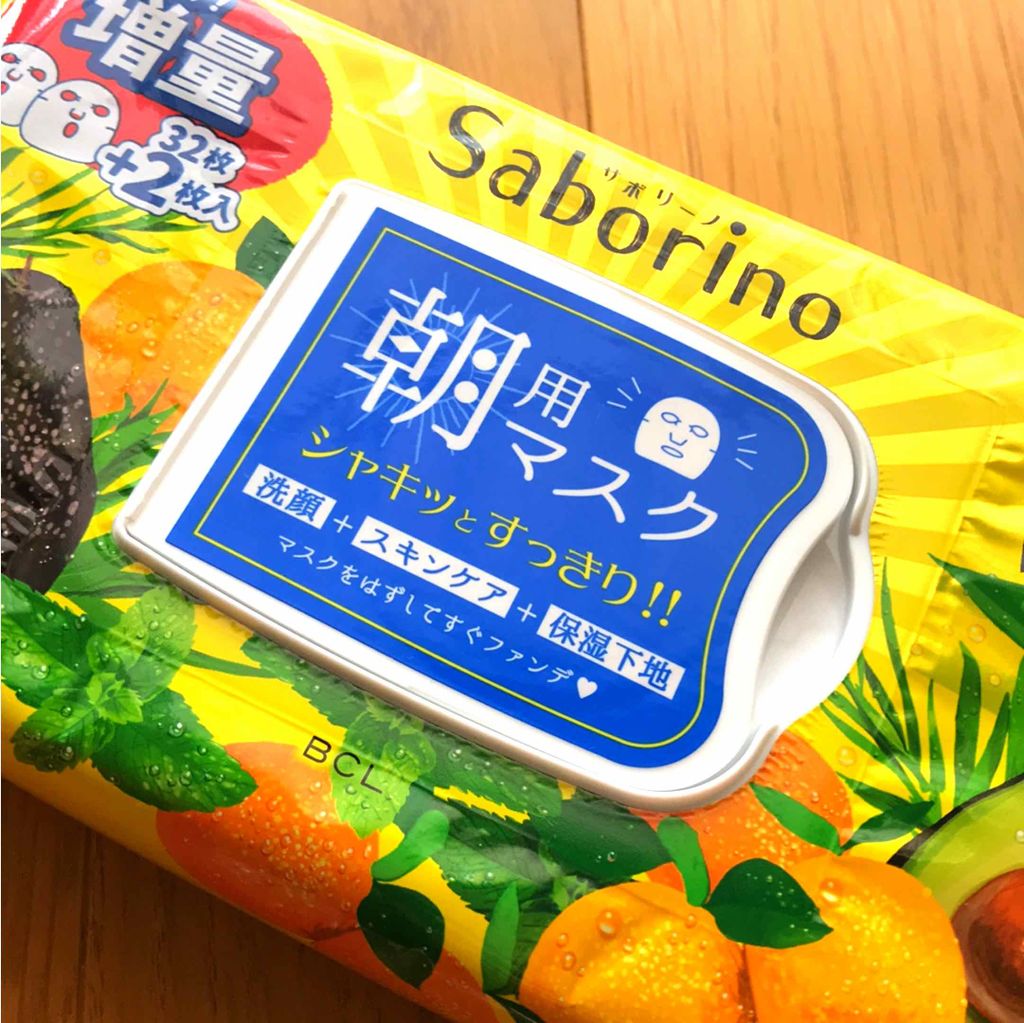 増量
32枚
+2枚入
Saborino
サボリーノ
朝用マスク
シャキッとすっきり!!
洗顔+スキンケア+保湿下地
マスクをはずしてすぐファンデ♥
BCL